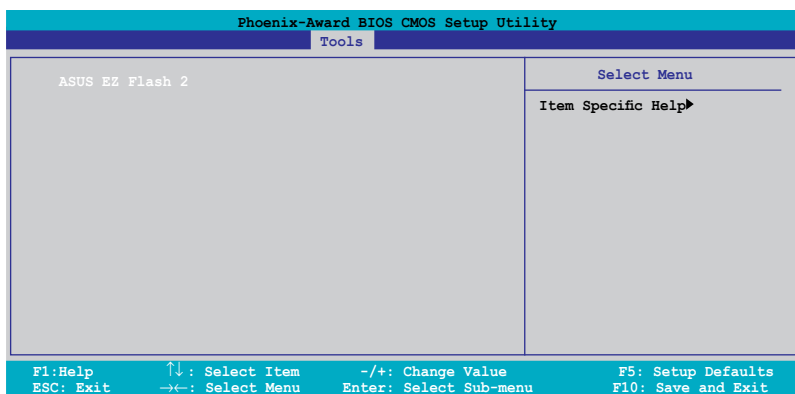 Phoenix-Award BIOS CMOS Setup Utility
Tools
ASUS EZ Flash 2
Select Menu
Item Specific Help▶
F1:Help ↑↓: Select Item -/+: Change Value F5: Setup Defaults
ESC: Exit →←: Select Menu Enter: Select Sub-menu F10: Save and Exit